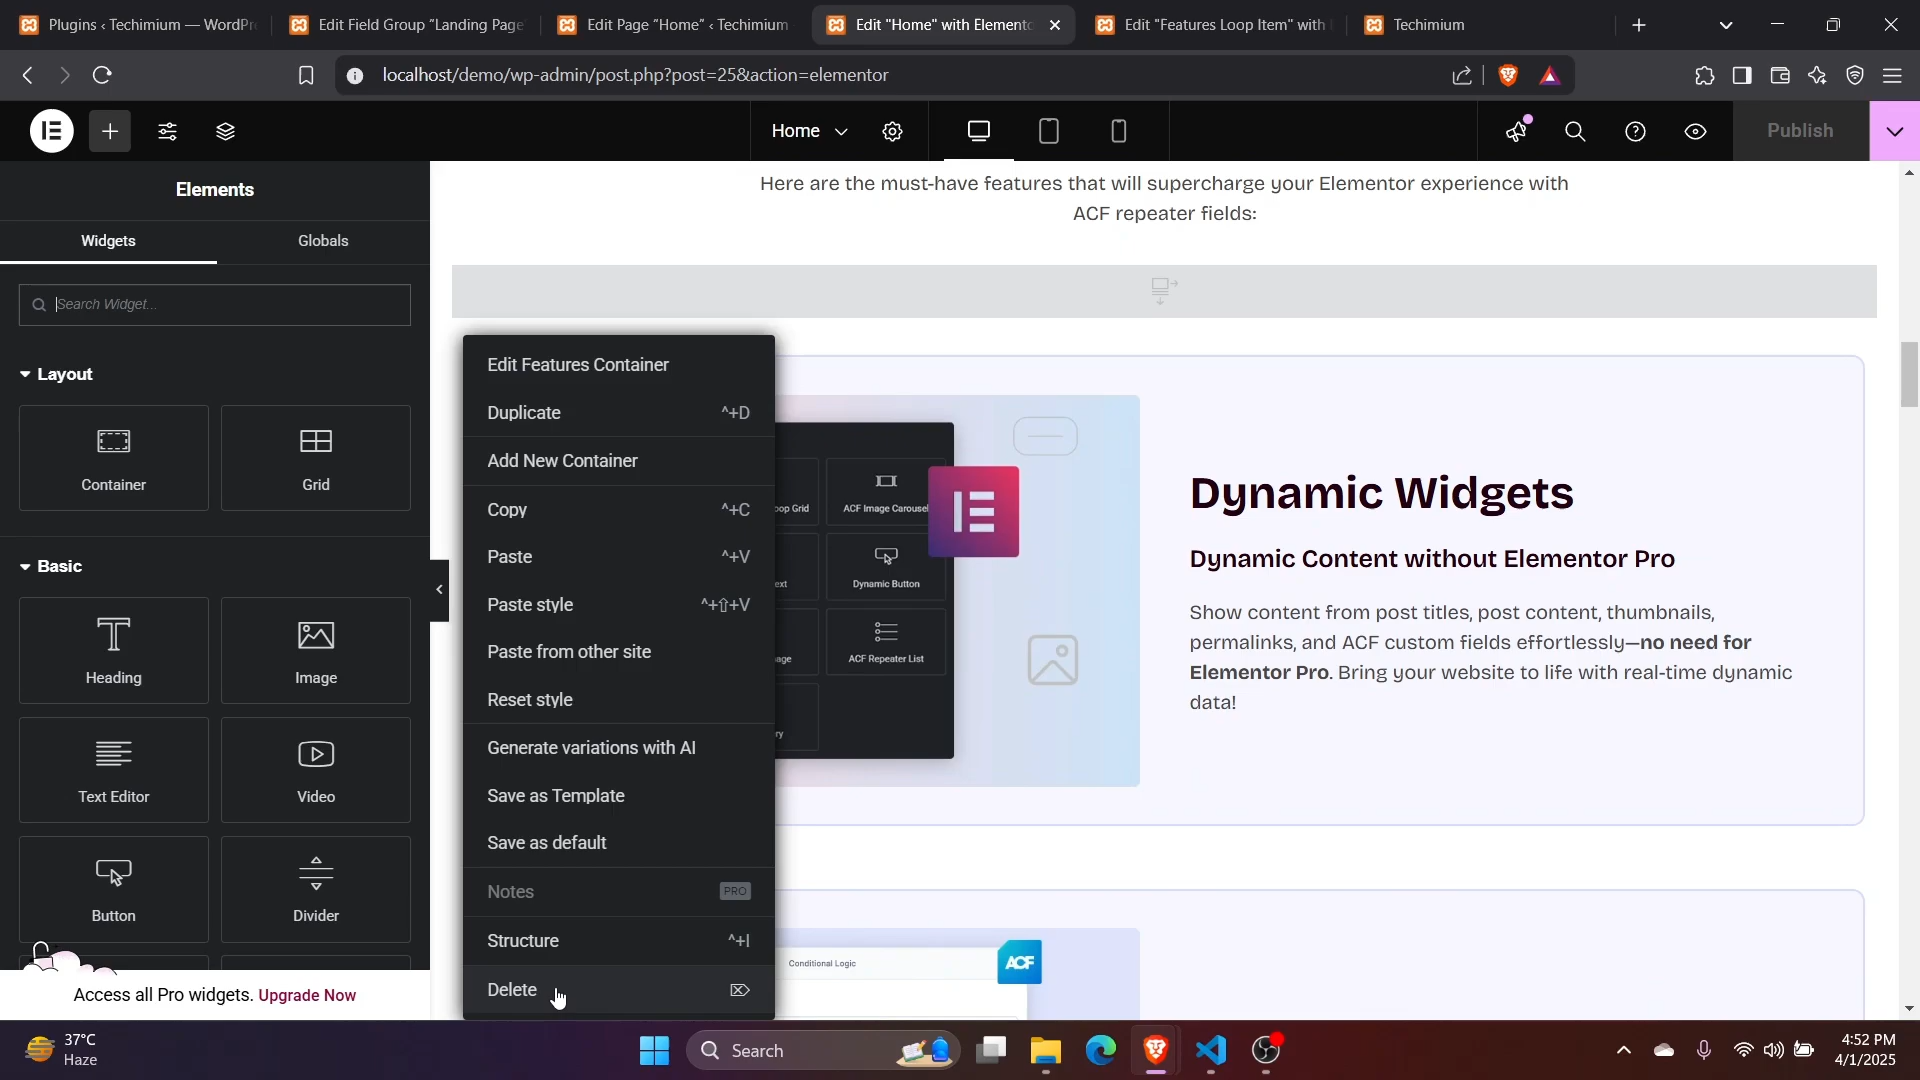 Plugins ‹ Techimium — WordPr
Edit Field Group "Landing Page"
Edit Page "Home" ‹ Techimium
Edit "Home" with Elemento
Edit "Features Loop Item" with
Techimium
localhost/demo/wp-admin/post.php?post=25&action=elementor
Home
Publish
Elements
Widgets
Globals
Search Widget...
Layout
Container
Grid
Basic
Heading
Image
Text Editor
Video
Button
Divider
Access all Pro widgets. Upgrade Now
Here are the must-have features that will supercharge your Elementor experience with
ACF repeater fields:
Edit Features Container
Duplicate ^+D
Add New Container
Copy ^+C
Paste ^+V
Paste style ^+⇧+V
Paste from other site
Reset style
Generate variations with AI
Save as Template
Save as default
Notes PRO
Structure ^+I
Delete
oop Grid
ACF Image Carousel
ext
Dynamic Button
age
ACF Repeater List
ry
Dynamic Widgets
Dynamic Content without Elementor Pro
Show content from post titles, post content, thumbnails,
permalinks, and ACF custom fields effortlessly—no need for
Elementor Pro. Bring your website to life with real-time dynamic
data!
Conditional Logic
ACF
37°C
Haze
Search
4:52 PM
4/1/2025